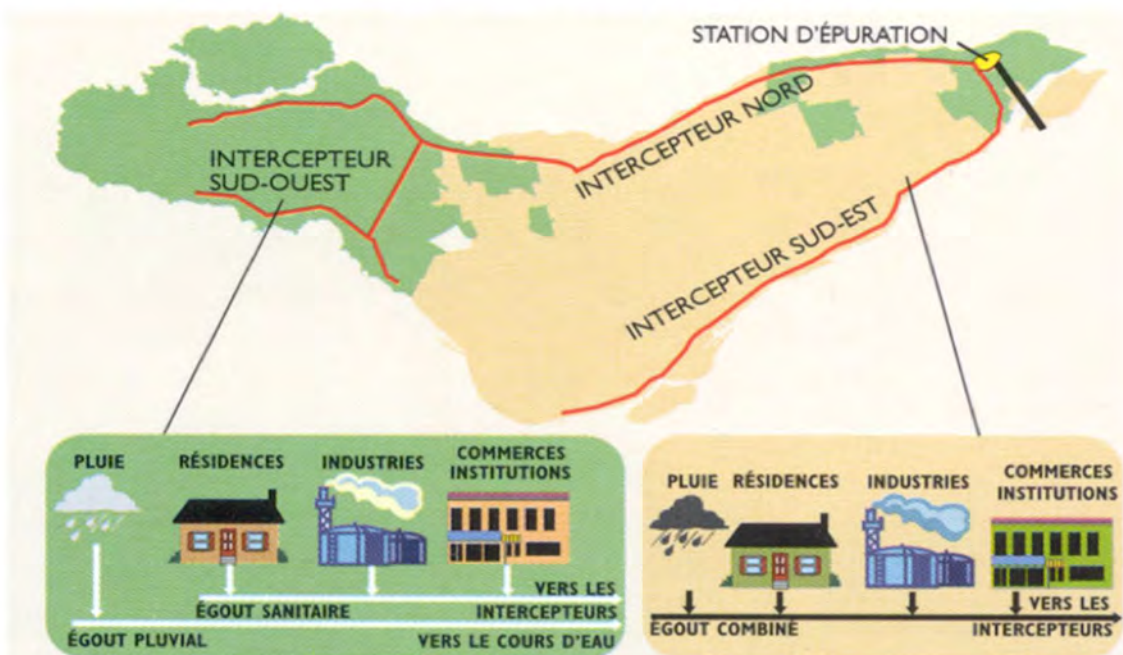 STATION D'ÉPURATION
INTERCEPTEUR NORD
INTERCEPTEUR
SUD-OUEST
INTERCEPTEUR SUD-EST
PLUIE
RÉSIDENCES
INDUSTRIES
COMMERCES
INSTITUTIONS
VERS LES
ÉGOUT SANITAIRE
INTERCEPTEURS
ÉGOUT PLUVIAL
VERS LE COURS D'EAU
PLUIE
RÉSIDENCES
INDUSTRIES
COMMERCES
INSTITUTIONS
VERS LES
ÉGOUT COMBINÉ
INTERCEPTEURS